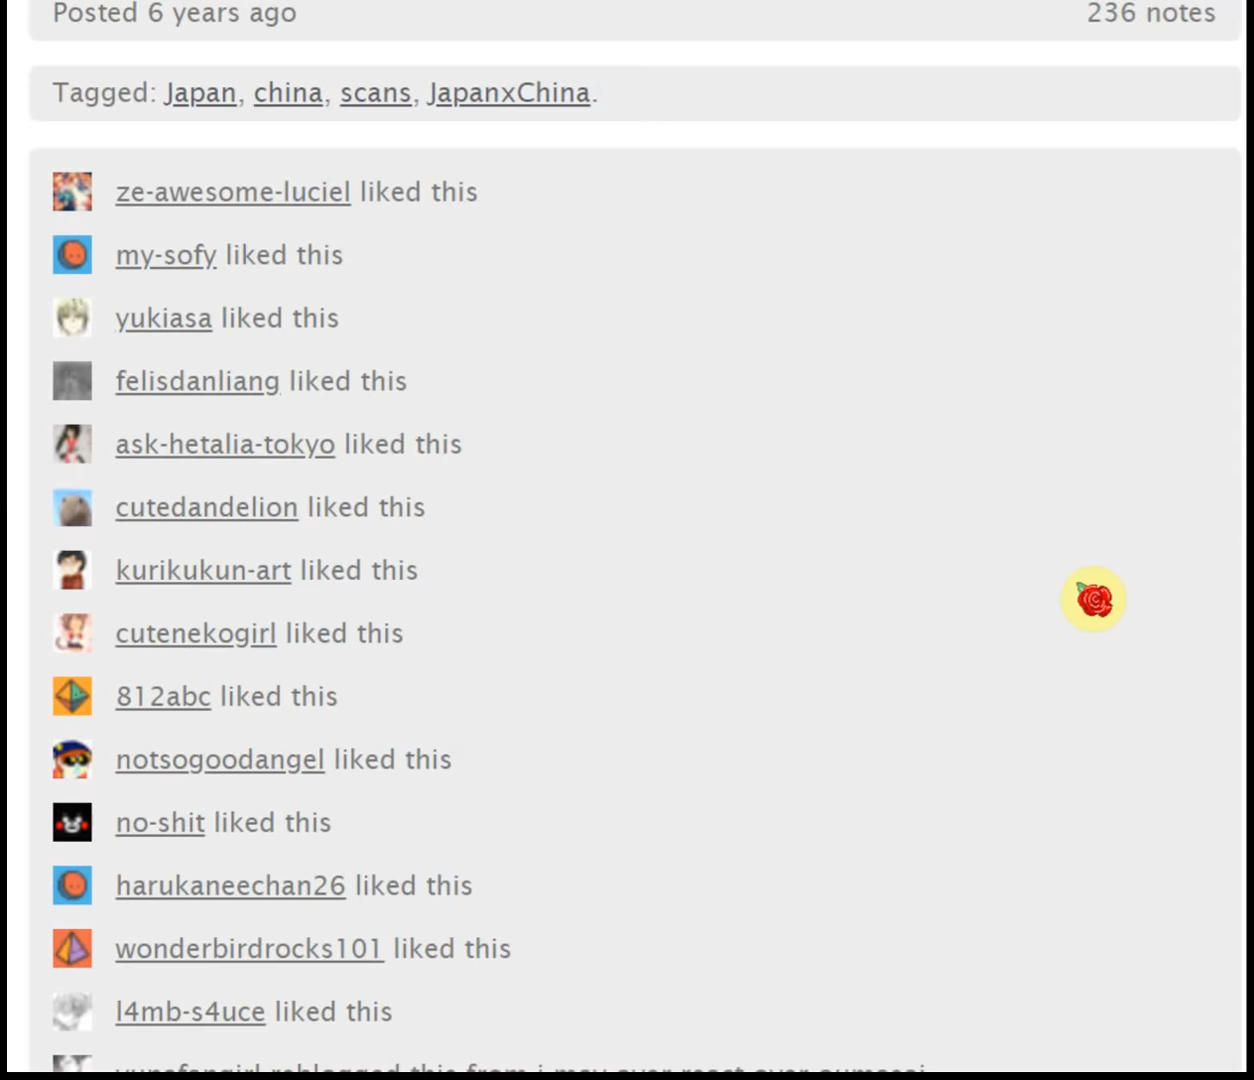 Posted 6 years ago 236 notes
Tagged: Japan, china, scans, JapanxChina.
ze-awesome-luciel liked this
my-sofy liked this
yukiasa liked this
felisdanliang liked this
ask-hetalia-tokyo liked this
cutedandelion liked this
kurikukun-art liked this
cutenekogirl liked this
812abc liked this
notsogoodangel liked this
no-shit liked this
harukaneechan26 liked this
wonderbirdrocks101 liked this
l4mb-s4uce liked this
reblogged this from